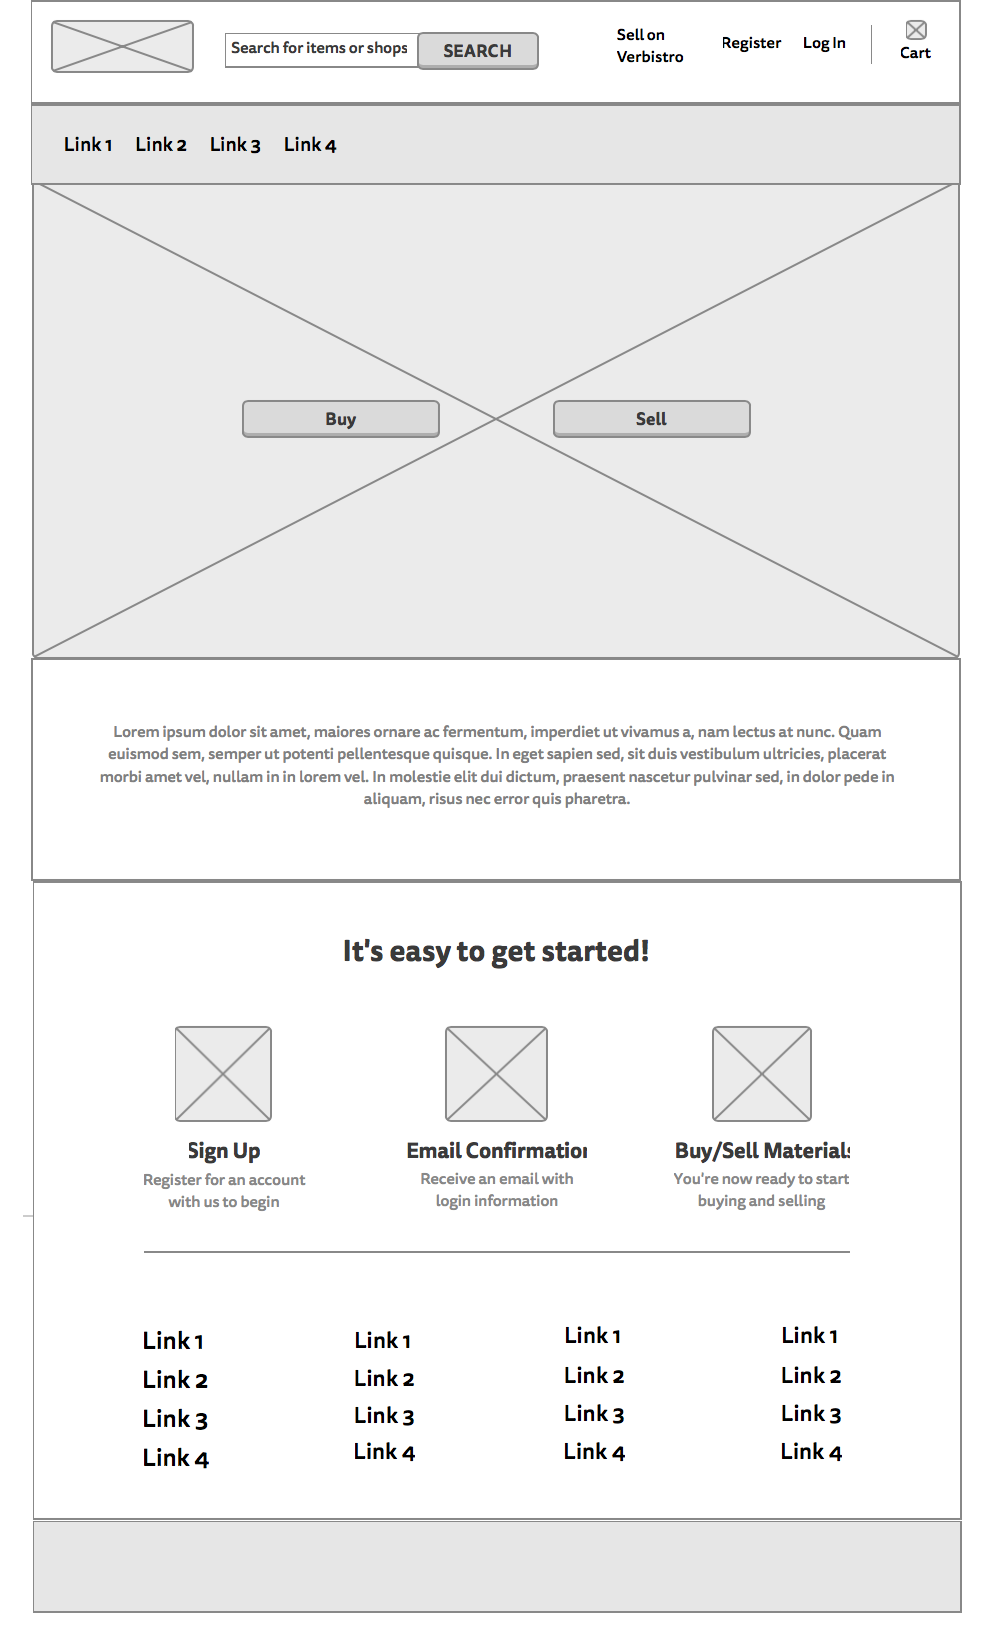 Search for items or shops
SEARCH
Sell on
Verbistro
Register
Log In
Cart
Link 1
Link 2
Link 3
Link 4
Buy
Sell
Lorem ipsum dolor sit amet, maiores ornare ac fermentum, imperdiet ut vivamus a, nam lectus at nunc. Quam
euismod sem, semper ut potenti pellentesque quisque. In eget sapien sed, sit duis vestibulum ultricies, placerat
morbi amet vel, nullam in in lorem vel. In molestie elit dui dictum, praesent nascetur pulvinar sed, in dolor pede in
aliquam, risus nec error quis pharetra.
It's easy to get started!
Sign Up
Register for an account
with us to begin
Email Confirmation
Receive an email with
login information
Buy/Sell Materials
You're now ready to start
buying and selling
Link 1
Link 2
Link 3
Link 4
Link 1
Link 2
Link 3
Link 4
Link 1
Link 2
Link 3
Link 4
Link 1
Link 2
Link 3
Link 4